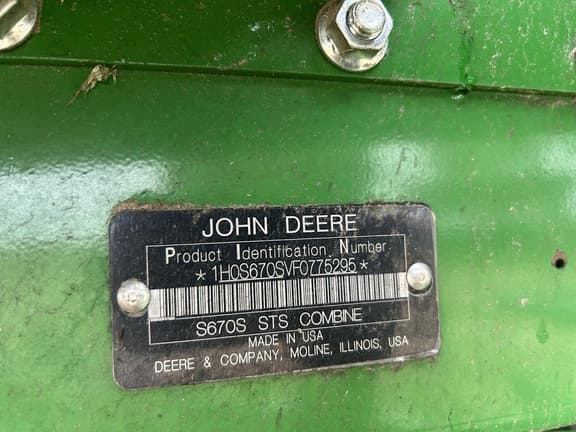 JOHN DEERE
Product Identification Number
*1H0S670SVF0775295*
S670S STS COMBINE
MADE IN USA
DEERE & COMPANY, MOLINE, ILLINOIS, USA